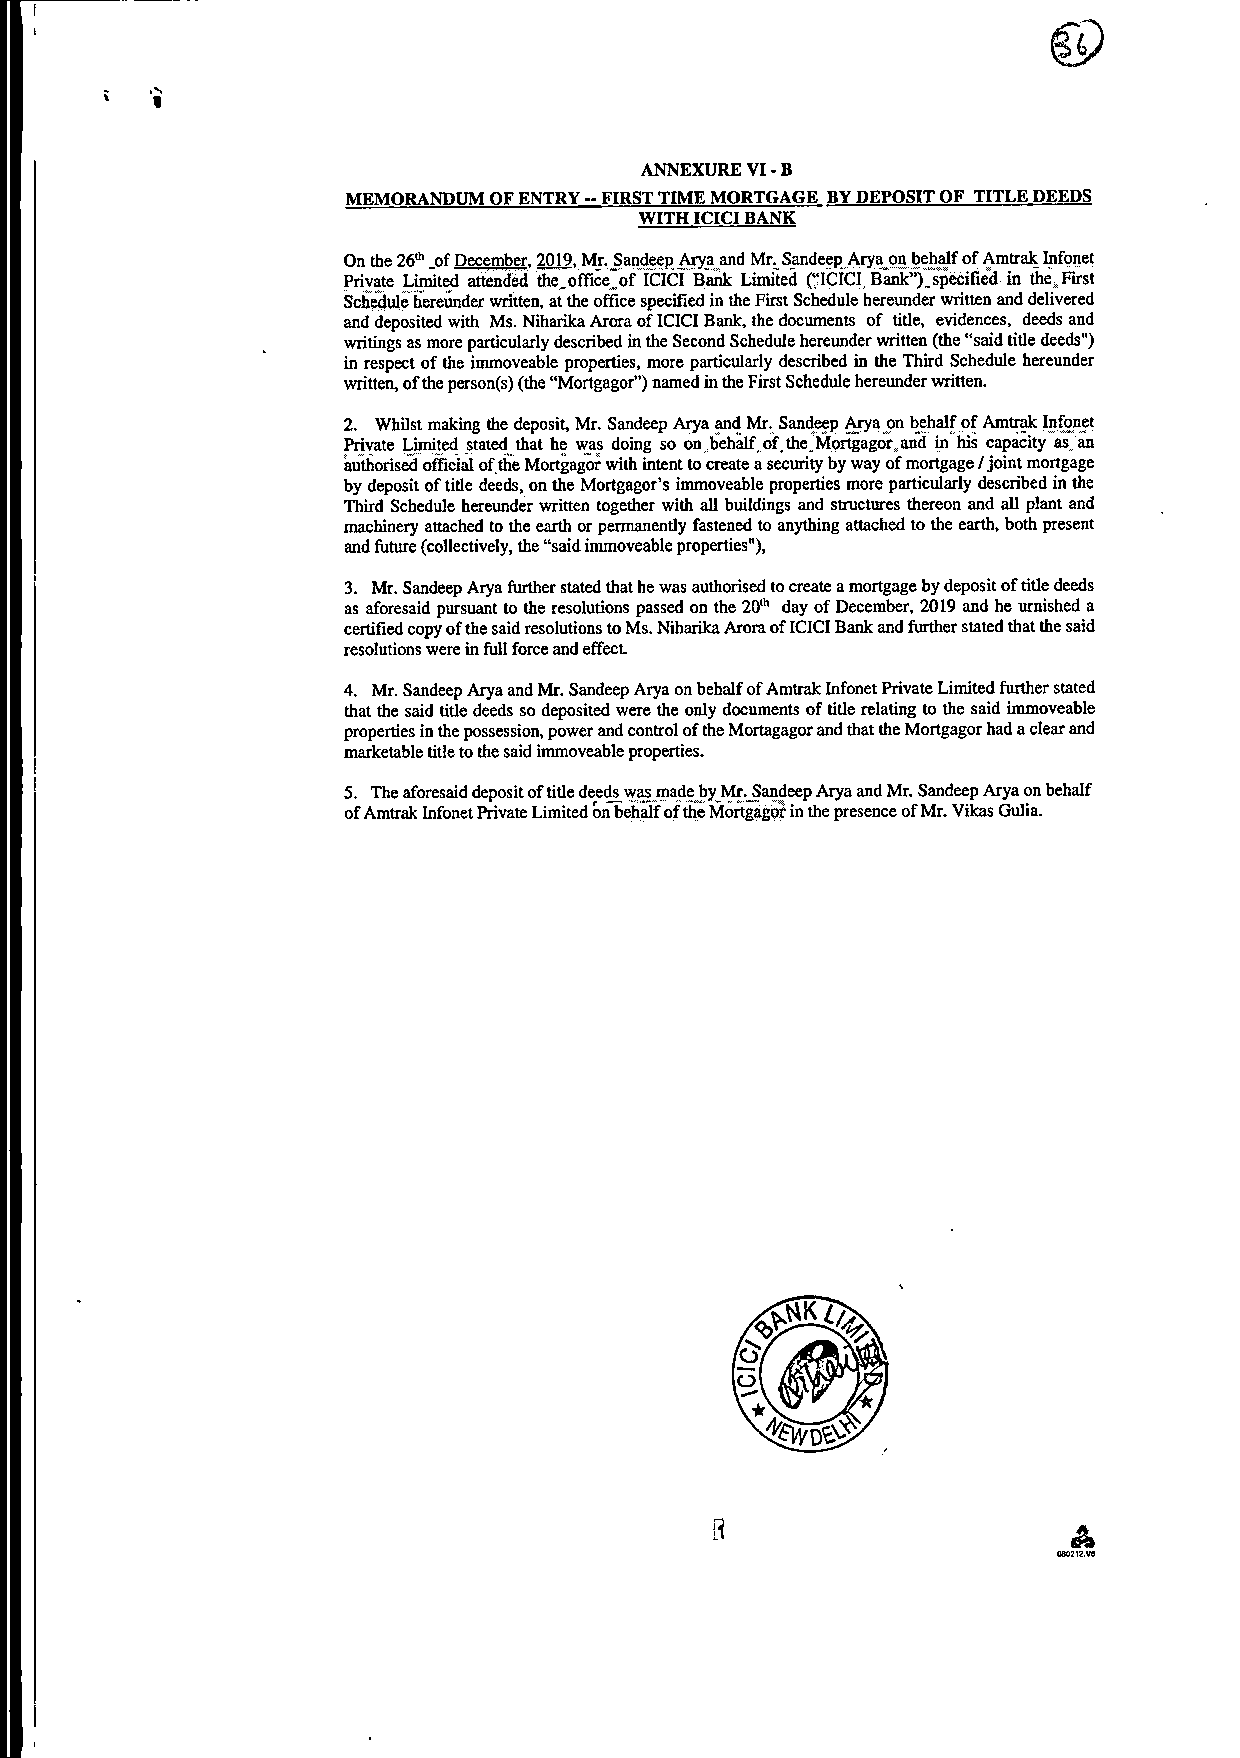 36
ANNEXURE VI - B
MEMORANDUM OF ENTRY -- FIRST TIME MORTGAGE BY DEPOSIT OF TITLE DEEDS
WITH ICICI BANK
On the 26th of December, 2019, Mr. Sandeep Arya and Mr. Sandeep Arya on behalf of Amtrak Infonet
Private Limited attended the office of ICICI Bank Limited ("ICICI Bank") specified in the First
Schedule hereunder written, at the office specified in the First Schedule hereunder written and delivered
and deposited with Ms. Niharika Arora of ICICI Bank, the documents of title, evidences, deeds and
writings as more particularly described in the Second Schedule hereunder written (the "said title deeds")
in respect of the immoveable properties, more particularly described in the Third Schedule hereunder
written, of the person(s) (the "Mortgagor") named in the First Schedule hereunder written.
2. Whilst making the deposit, Mr. Sandeep Arya and Mr. Sandeep Arya on behalf of Amtrak Infonet
Private Limited stated that he was doing so on behalf of the Mortgagor and in his capacity as an
authorised official of the Mortgagor with intent to create a security by way of mortgage / joint mortgage
by deposit of title deeds, on the Mortgagor's immoveable properties more particularly described in the
Third Schedule hereunder written together with all buildings and structures thereon and all plant and
machinery attached to the earth or permanently fastened to anything attached to the earth, both present
and future (collectively, the "said immoveable properties"),
3. Mr. Sandeep Arya further stated that he was authorised to create a mortgage by deposit of title deeds
as aforesaid pursuant to the resolutions passed on the 20th day of December, 2019 and he urnished a
certified copy of the said resolutions to Ms. Niharika Arora of ICICI Bank and further stated that the said
resolutions were in full force and effect.
4. Mr. Sandeep Arya and Mr. Sandeep Arya on behalf of Amtrak Infonet Private Limited further stated
that the said title deeds so deposited were the only documents of title relating to the said immoveable
properties in the possession, power and control of the Mortagagor and that the Mortgagor had a clear and
marketable title to the said immoveable properties.
5. The aforesaid deposit of title deeds was made by Mr. Sandeep Arya and Mr. Sandeep Arya on behalf
of Amtrak Infonet Private Limited on behalf of the Mortgagor in the presence of Mr. Vikas Gulia.
ICICI BANK LIMITED
★ NEW DELHI ★
080212.V6